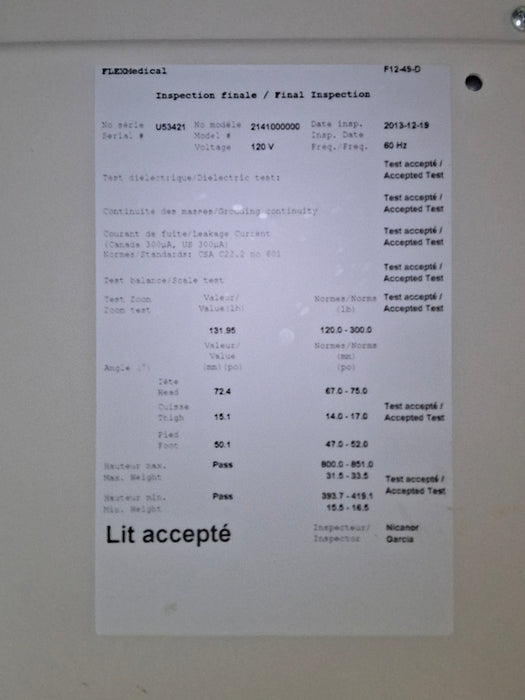 FLEXMedical F12-45-D
Inspection finale / Final Inspection
No série U53421 No modèle 2141000000 Date insp. 2013-12-19
Serial # Model # Insp. Date
Voltage 120 V Freq./Freq. 60 Hz
Test accepté /
Test diélectrique/Dielectric test: Accepted Test
Test accepté /
Continuité des masses/Grouding continuity Accepted Test
Courant de fuite/Leakage Current Test accepté /
(Canada 300µA, US 300µA) Accepted Test
Normes/Standards: CSA C22.2 no 601
Test accepté /
Test balance/Scale test Accepted Test
Test Zoom Valeur/ Normes/Norms Test accepté /
Zoom test Value(lb) (lb) Accepted Test
131.95 120.0 - 300.0
Valeur/ Normes/Norms
Value (mm)
Angle (°) (mm) (po) (po)
Tête
Head 72.4 67.0 - 75.0
Cuisse Test accepté /
Thigh 15.1 14.0 - 17.0 Accepted Test
Pied
Foot 50.1 47.0 - 52.0
Hauteur max. Pass 800.0 - 851.0
Max. Height 31.5 - 33.5 Test accepté /
Hauteur min. Pass 393.7 - 419.1 Accepted Test
Min. Height 15.5 - 16.5
Lit accepté Inspecteur/ Nicanor
Inspector Garcia